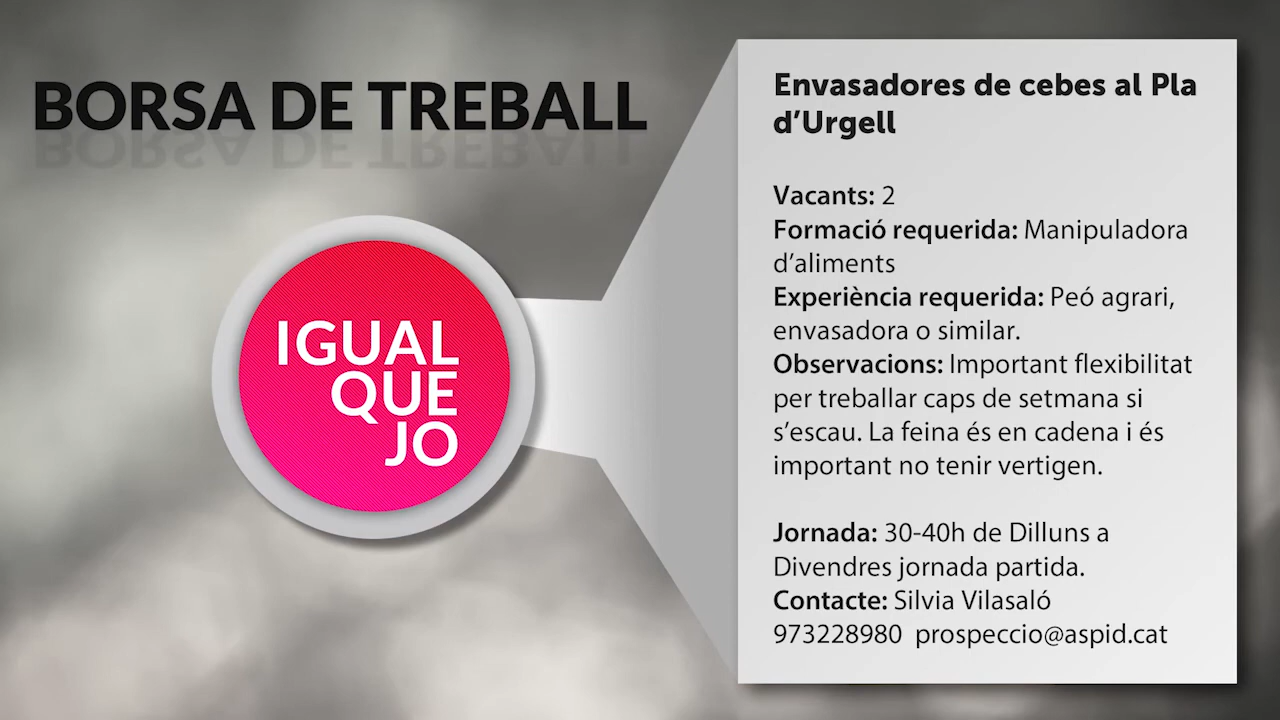 BORSA DE TREBALL
IGUAL
QUE
JO
Envasadores de cebes al Pla
d’Urgell
Vacants: 2
Formació requerida: Manipuladora
d’aliments
Experiència requerida: Peó agrari,
envasadora o similar.
Observacions: Important flexibilitat
per treballar caps de setmana si
s’escau. La feina és en cadena i és
important no tenir vertigen.
Jornada: 30-40h de Dilluns a
Divendres jornada partida.
Contacte: Silvia Vilasaló
973228980  prospeccio@aspid.cat